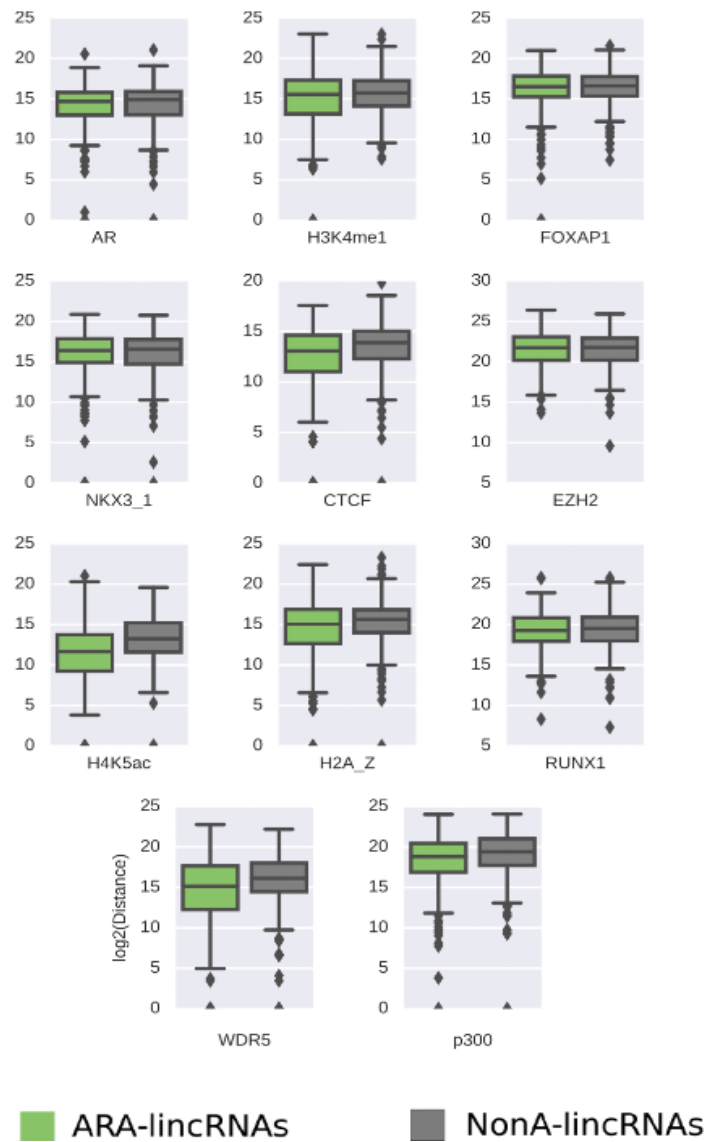 25 25 25
20 20 20
15 15 15
10 10 10
5 5 5
0 0 0
AR H3K4me1 FOXAP1
25 20 30
20 15 25
15 10 20
10 5 15
5 0 10
0 5
NKX3_1 CTCF EZH2
25 25 30
20 20 25
15 15 20
10 10 15
5 5 10
0 0 5
H4K5ac H2A_Z RUNX1
log2(Distance)
25 25
20 20
15 15
10 10
5 5
0 0
WDR5 p300
ARA-lincRNAs NonA-lincRNAs